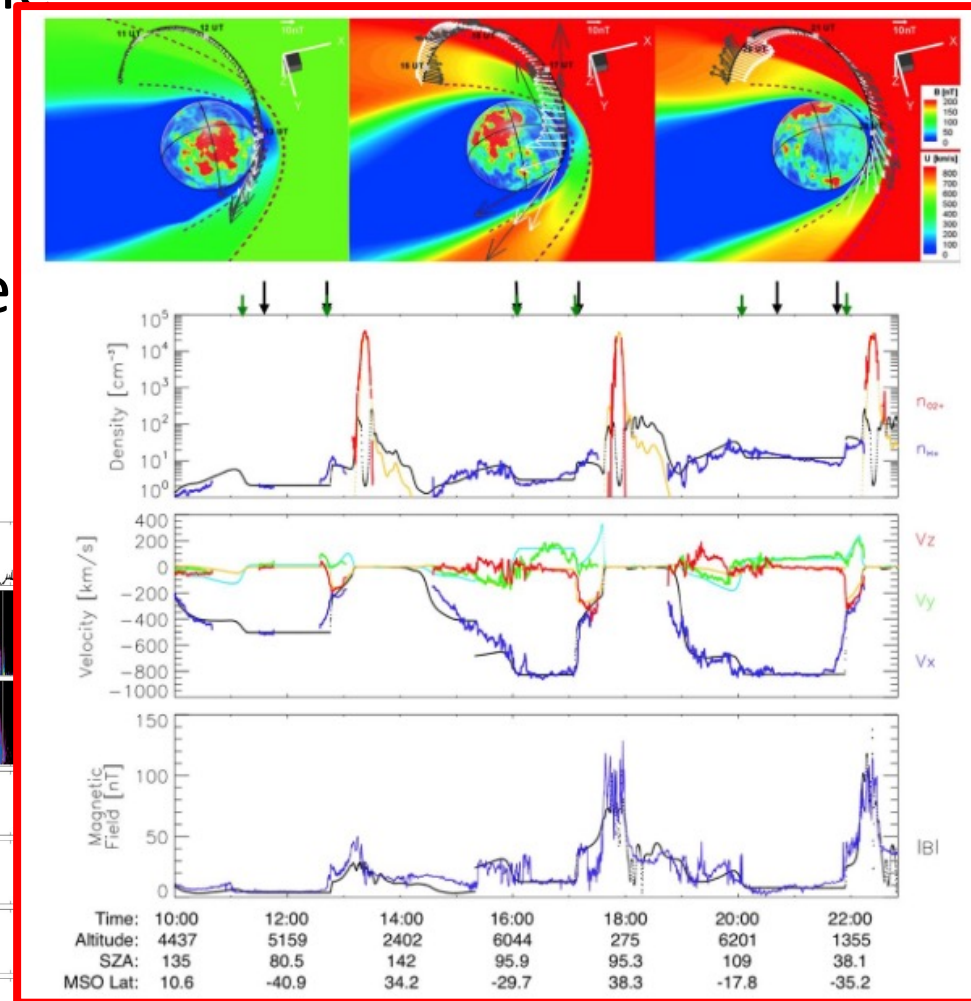 11 UT 12 UT 13 UT
10nT X Y Z
16 UT 17 UT
10nT X Y Z
20 UT 21 UT
10nT X Y Z
B [nT]
200
150
100
50
0
U [km/s]
800
700
600
500
400
300
200
100
0
e
Density [cm⁻³]
10⁵
10⁴
10³
10²
10¹
10⁰
nO2+
nH+
Velocity [km/s]
400
200
0
−200
−400
−600
−800
−1000
Vz
Vy
Vx
Magnetic
Field [nT]
150
100
50
0
|B|
Time: 10:00 12:00 14:00 16:00 18:00 20:00 22:00
Altitude: 4437 5159 2402 6044 275 6201 1355
SZA: 135 80.5 142 95.9 95.3 109 38.1
MSO Lat: 10.6 -40.9 34.2 -29.7 38.3 -17.8 -35.2